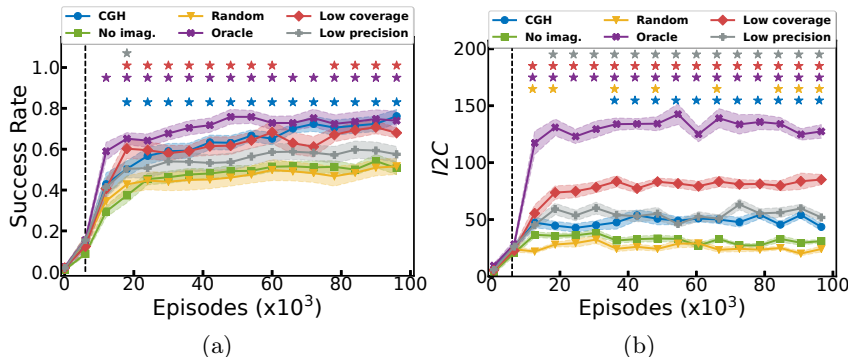 CGH Random Low coverage
No imag. Oracle Low precision
1.0
0.8
0.6
0.4
0.2
0.0
Success Rate
0 20 40 60 80 100
Episodes (x10³)
(a)
CGH Random Low coverage
No imag. Oracle Low precision
200
150
100
50
0
I2C
0 20 40 60 80 100
Episodes (x10³)
(b)